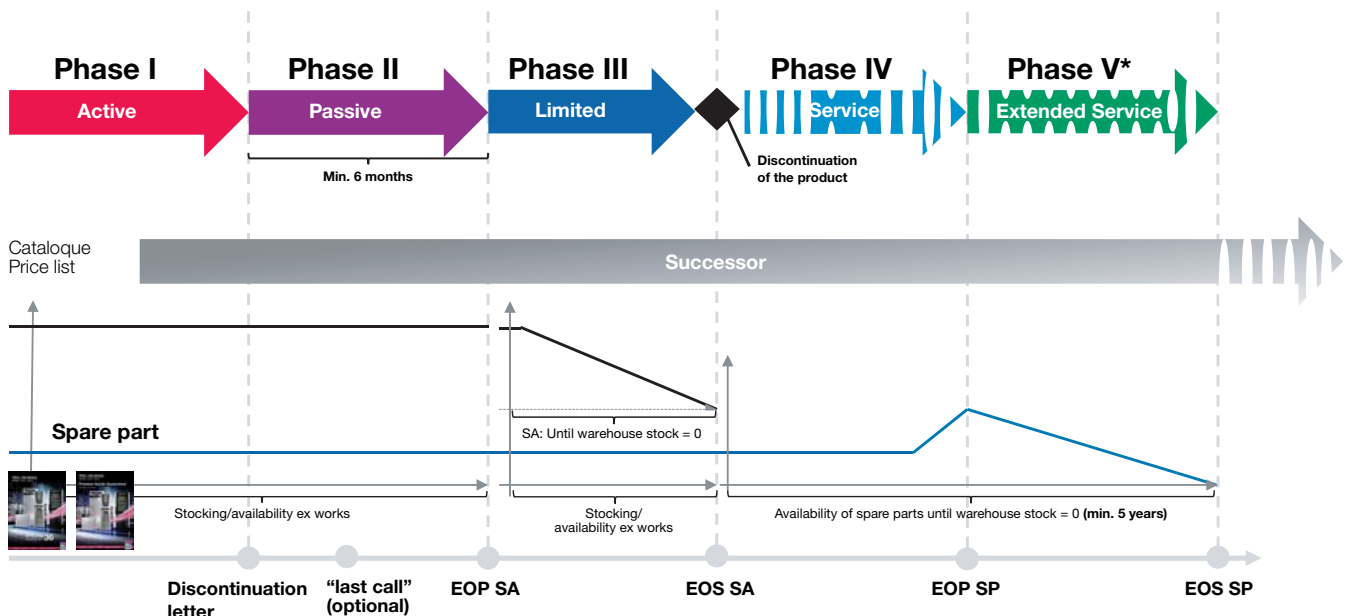 Phase I
Phase II
Phase III
Phase IV
Phase V*
Active
Passive
Limited
Service
Extended Service
Min. 6 months
Discontinuation
of the product
Cataloque
Price list
Successor
Spare part
SA: Until warehouse stock = 0
Stocking/availability ex works
Stocking/
availability ex works
Availability of spare parts until warehouse stock = 0 (min. 5 years)
Discontinuation
letter
“last call”
(optional)
EOP SA
EOS SA
EOP SP
EOS SP